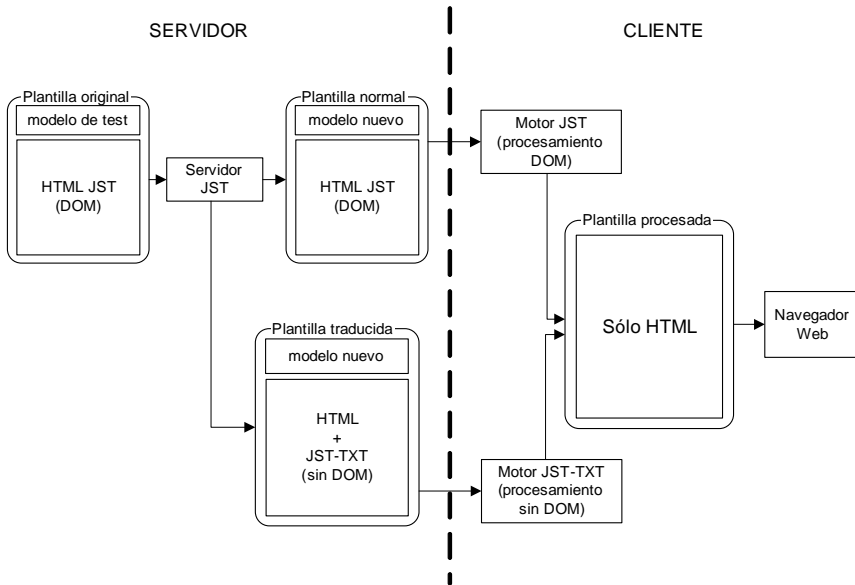 SERVIDOR
CLIENTE
Plantilla original
modelo de test
HTML JST
(DOM)
Servidor
JST
Plantilla normal
modelo nuevo
HTML JST
(DOM)
Motor JST
(procesamiento
DOM)
Plantilla procesada
Sólo HTML
Navegador
Web
Plantilla traducida
modelo nuevo
HTML
+
JST-TXT
(sin DOM)
Motor JST-TXT
(procesamiento
sin DOM)